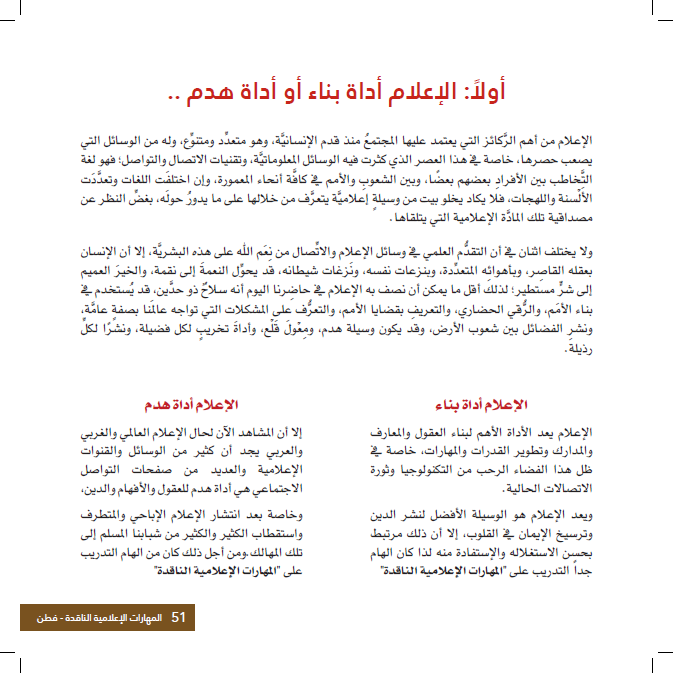 أولاً: الإعلام أداة بناء أو أداة هدم ..
الإعلام من أهم الرَّكائز التي يعتمد عليها المجتمعُ منذ قدم الإنسانيَّة، وهو متعدِّد ومتنوِّع، وله من الوسائل التي
يصعب حصرها، خاصة في هذا العصر الذي كثرت فيه الوسائل المعلوماتيَّة، وتقنيات الاتصال والتواصل؛ فهو لغة
التَّخاطب بين الأفرادِ بعضهم بعضًا، وبين الشعوبِ والأمم في كافَّة أنحاء المعمورة، وإن اختلفَت اللغات وتعدَّدَت
الألْسنة واللهجات، فلا يكاد يخلو بيت من وسيلةٍ إعلاميَّة يتعرَّف من خلالها على ما يدورُ حولَه، بغضِّ النظر عن
مصداقية تلك المادَّة الإعلامية التي يتلقاها.
ولا يختلف اثنان في أن التقدُّم العلمي في وسائل الإعلام والاتِّصال من نِعَم الله على هذه البشريَّة، إلا أن الإنسان
بعقله القاصِر، وبأهوائِه المتعدِّدة، وبنزعات نفسه، ونَزغات شيطانه، قد يحوِّل النعمةَ إلى نقمة، والخيرَ العميم
إلى شرٍّ مستطير؛ لذلك أقل ما يمكن أن نصف به الإعلام في حاضِرنا اليوم أنه سلاحٌ ذو حدَّين، قد يُستخدم في
بناء الأمَم، والرُّقي الحضاري، والتعريفِ بقضايا الأمم، والتعرُّف على المشكلات التي تواجه عالمَنا بصفةٍ عامَّة،
ونشرِ الفضائل بين شعوب الأرض، وقد يكون وسيلة هدم، ومِعْولَ قَلْع، وأداةَ تخريبٍ لكل فضيلة، ونشرًا لكلِّ
رذيلة.
الإعلام أداة بناء
الإعلام يعد الأداة الأهم لبناء العقول والمعارف
والمدارك وتطوير القدرات والمهارات، خاصة في
ظل هذا الفضاء الرحب من التكنولوجيا وثورة
الاتصالات الحالية.
ويعد الإعلام هو الوسيلة الأفضل لنشر الدين
وترسيخ الإيمان في القلوب، إلا أن ذلك مرتبط
بحسن الاستغلاله والإستفادة منه لذا كان الهام
جداً التدريب على "المهارات الإعلامية الناقدة"
الإعلام أداة هدم
إلا أن المشاهد الآن لحال الإعلام العالمي والغربي
والعربي يجد أن كثير من الوسائل والقنوات
الإعلامية والعديد من صفحات التواصل
الاجتماعي هي أداة هدم للعقول والأفهام والدين،
وخاصة بعد انتشار الإعلام الإباحي والمتطرف
واستقطاب الكثير والكثير من شبابنا المسلم إلى
تلك المهالك.ومن أجل ذلك كان من الهام التدريب
على "المهارات الإعلامية الناقدة"
51 المهارات الإعلامية الناقدة - فطن